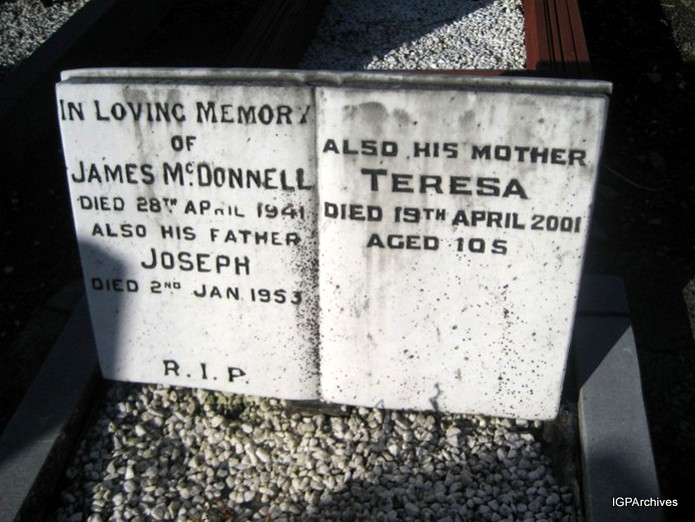 IN LOVING MEMORY
OF
JAMES McDONNELL
DIED 28TH APRIL 1941
ALSO HIS FATHER
JOSEPH
DIED 2ND JAN. 1953
R.I.P.
ALSO HIS MOTHER
TERESA
DIED 19TH APRIL 2001
AGED 105
IGPArchives